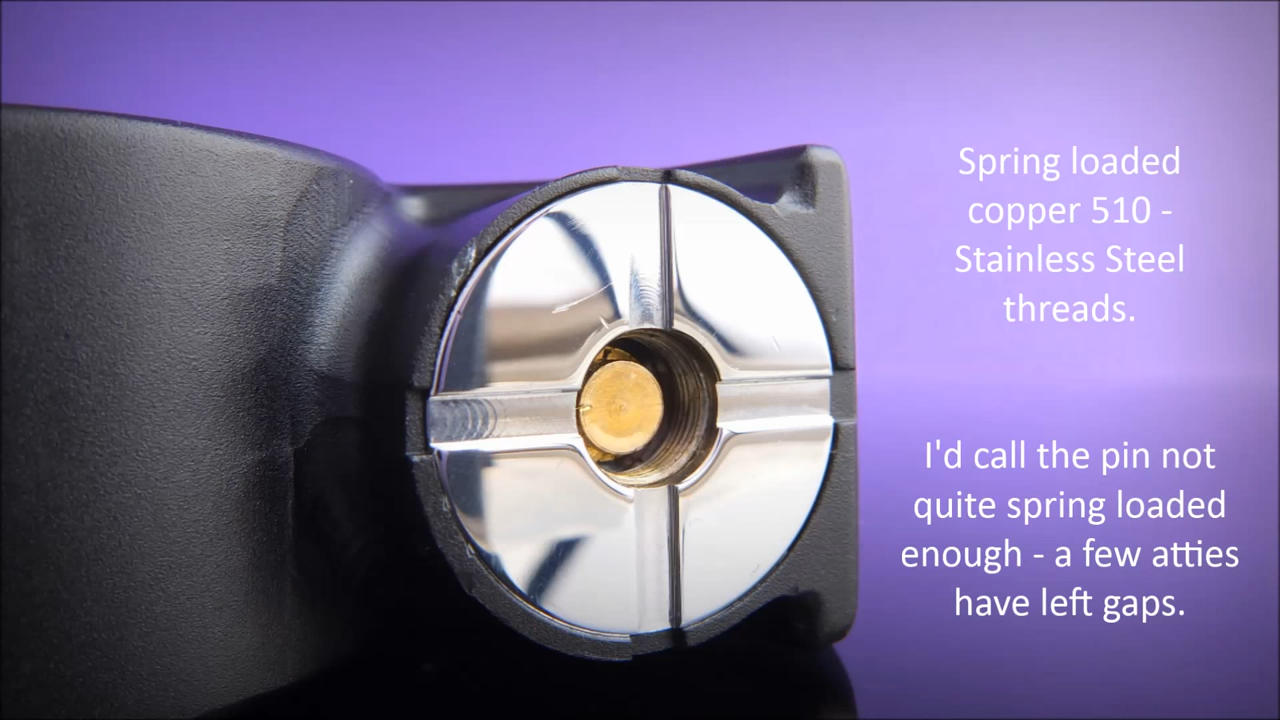 Spring loaded
copper 510 -
Stainless Steel
threads.
I'd call the pin not
quite spring loaded
enough - a few atties
have left gaps.